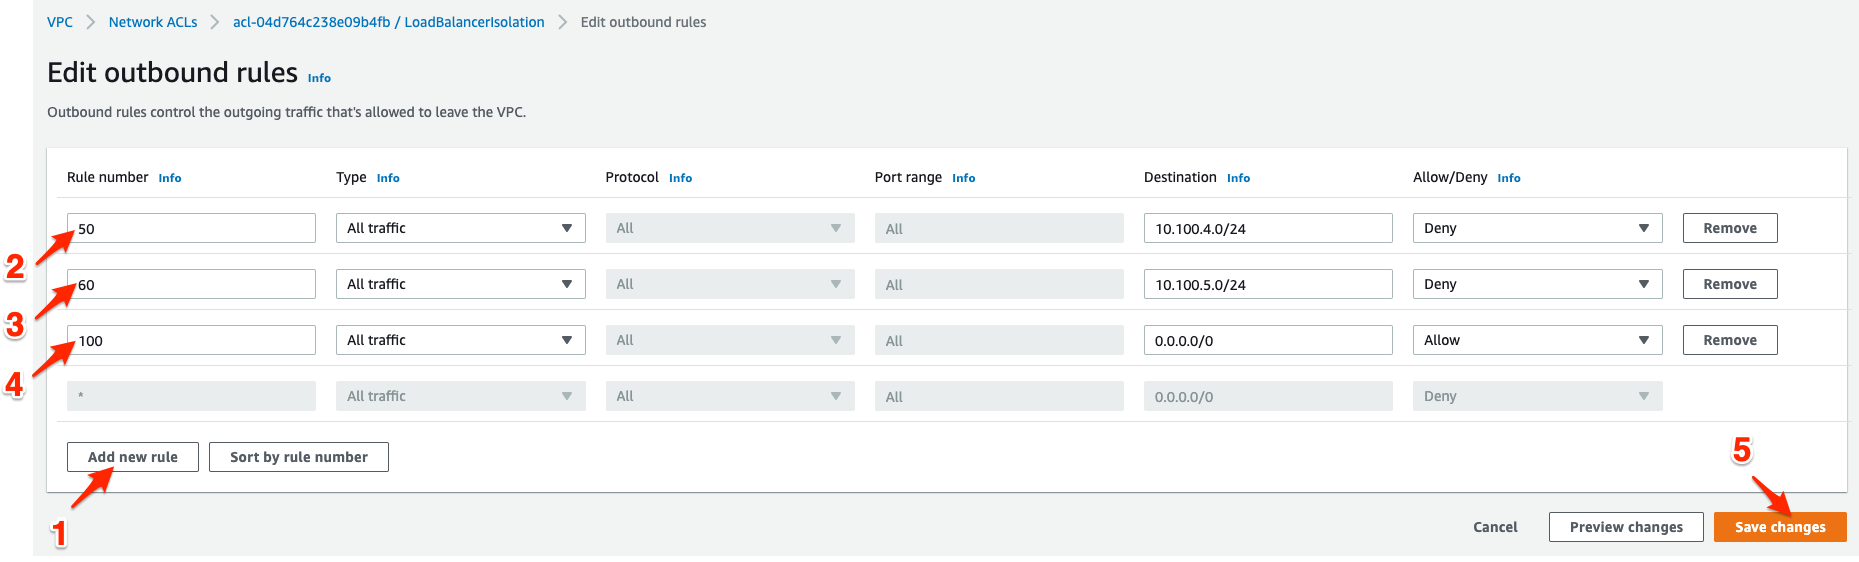 VPC > Network ACLs > acl-04d764c238e09b4fb / LoadBalancerIsolation > Edit outbound rules
Edit outbound rules Info
Outbound rules control the outgoing traffic that's allowed to leave the VPC.
Rule number Info Type Info Protocol Info Port range Info Destination Info Allow/Deny Info
50 All traffic All All 10.100.4.0/24 Deny Remove
2
60 All traffic All All 10.100.5.0/24 Deny Remove
3
100 All traffic All All 0.0.0.0/0 Allow Remove
4
* All traffic All All 0.0.0.0/0 Deny
Add new rule Sort by rule number
5
1
Cancel Preview changes Save changes